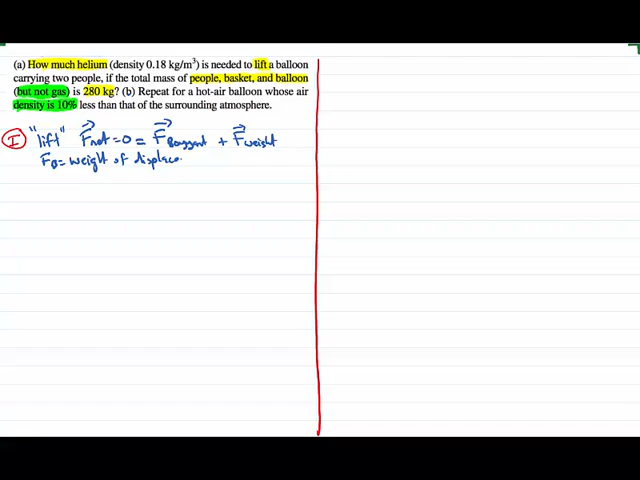 (a) How much helium (density 0.18 kg/m³) is needed to lift a balloon
carrying two people, if the total mass of people, basket, and balloon
(but not gas) is 280 kg? (b) Repeat for a hot-air balloon whose air
density is 10% less than that of the surrounding atmosphere.
I "lift" F⃗net = 0 = F⃗Buoyant + F⃗weight
FB = weight of displace